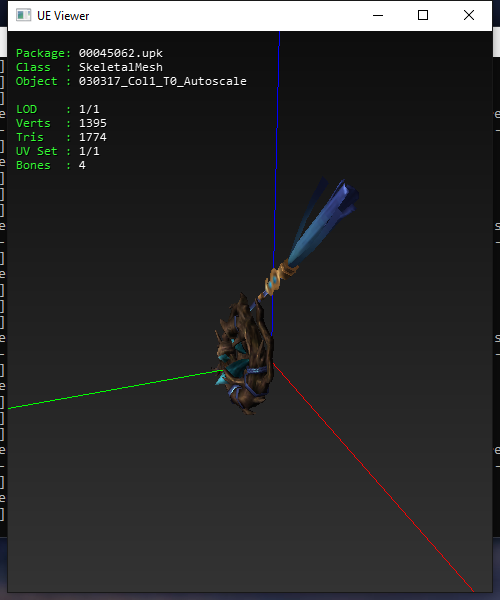 UE Viewer
Package: 00045062.upk
Class : SkeletalMesh
Object : 030317_Col1_T0_Autoscale
LOD : 1/1
Verts : 1395
Tris : 1774
UV Set : 1/1
Bones : 4